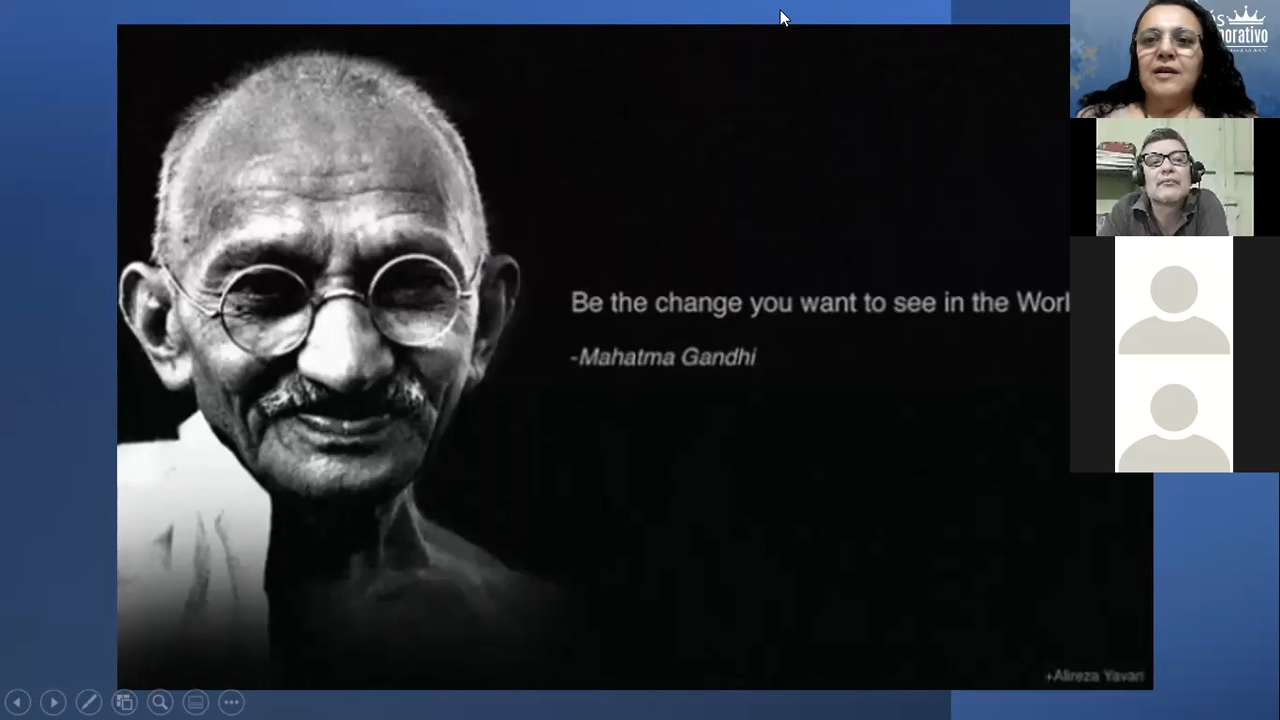 Be the change you want to see in the Worl
-Mahatma Gandhi
+Alireza Yavari